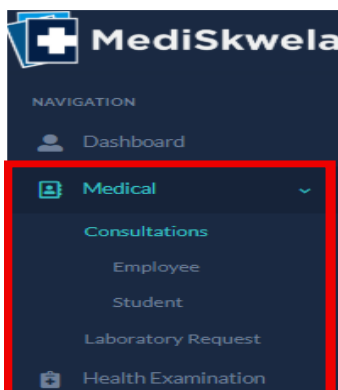 MediSkwela
NAVIGATION
Dashboard
Medical
Consultations
Employee
Student
Laboratory Request
Health Examination